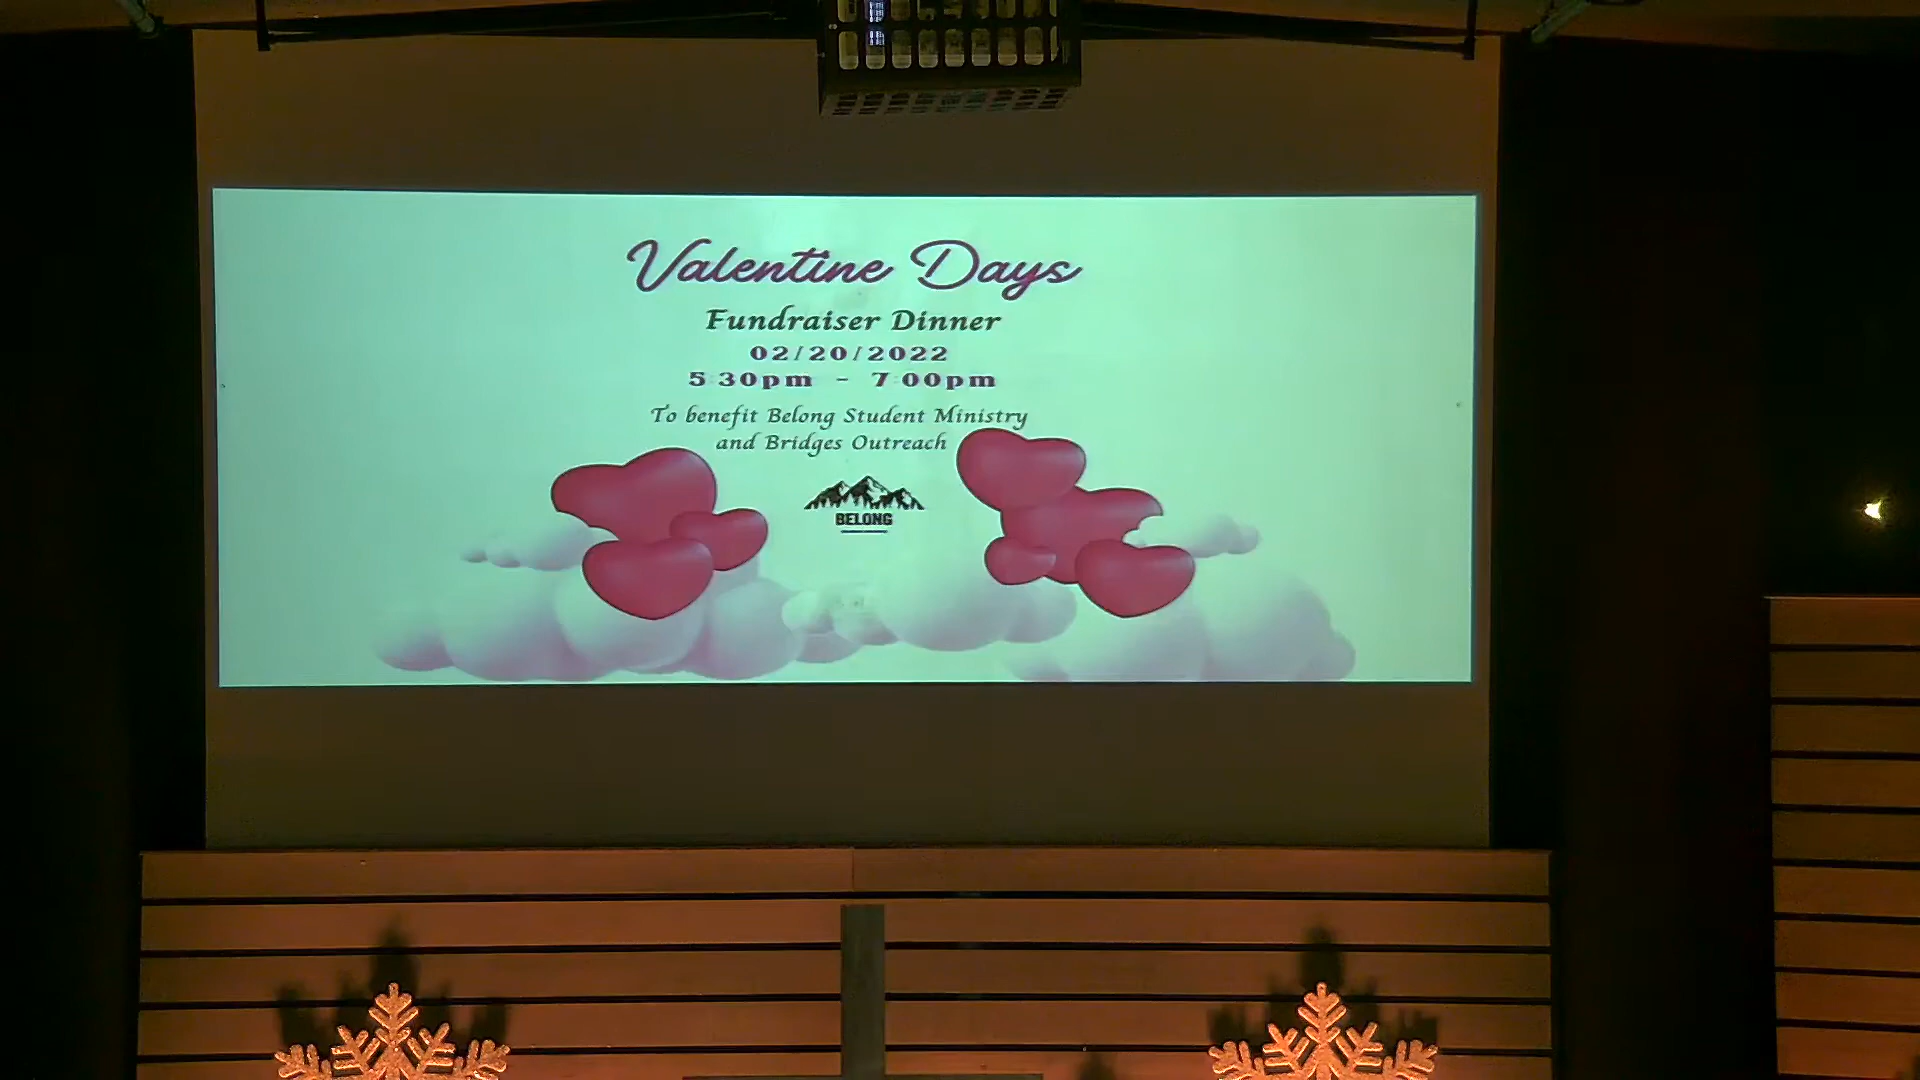 Valentine Days
Fundraiser Dinner
02/20/2022
5:30pm - 7:00pm
To benefit Belong Student Ministry
and Bridges Outreach
BELONG